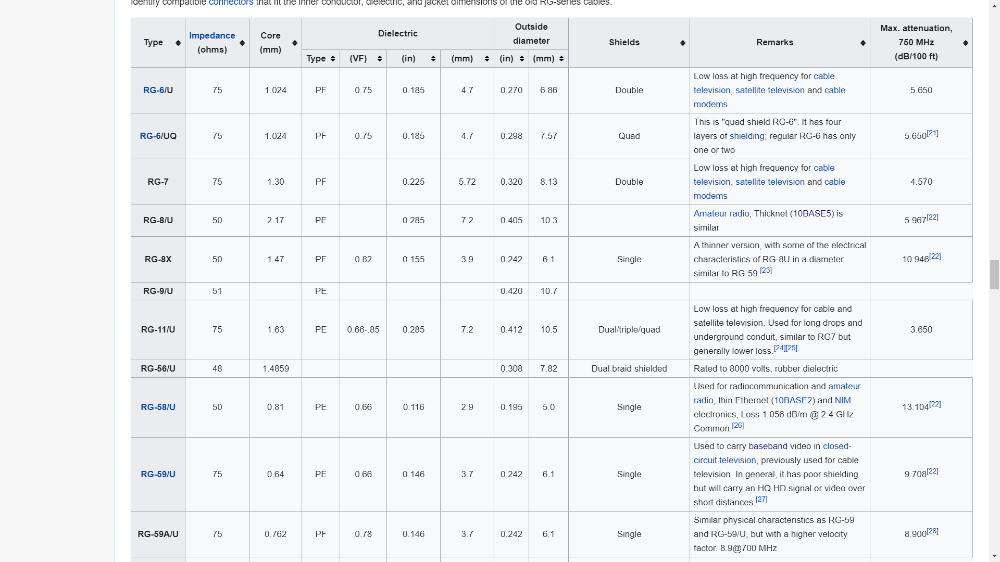 identify compatible connectors that fit the inner conductor, dielectric, and jacket dimensions of the old RG-series cables.
Type Impedance (ohms) Core (mm) Dielectric Outside diameter Shields Remarks Max. attenuation, 750 MHz (dB/100 ft)
Type (VF) (in) (mm) (in) (mm)
RG-6/U 75 1.024 PF 0.75 0.185 4.7 0.270 6.86 Double Low loss at high frequency for cable
television, satellite television and cable
modems 5.650
RG-6/UQ 75 1.024 PF 0.75 0.185 4.7 0.298 7.57 Quad This is "quad shield RG-6". It has four
layers of shielding; regular RG-6 has only
one or two 5.650[21]
RG-7 75 1.30 PF 0.225 5.72 0.320 8.13 Double Low loss at high frequency for cable
television, satellite television and cable
modems 4.570
RG-8/U 50 2.17 PE 0.285 7.2 0.405 10.3 Amateur radio; Thicknet (10BASE5) is
similar 5.967[22]
RG-8X 50 1.47 PF 0.82 0.155 3.9 0.242 6.1 Single A thinner version, with some of the electrical
characteristics of RG-8U in a diameter
similar to RG-59.[23] 10.946[22]
RG-9/U 51 PE 0.420 10.7
RG-11/U 75 1.63 PE 0.66-.85 0.285 7.2 0.412 10.5 Dual/triple/quad Low loss at high frequency for cable and
satellite television. Used for long drops and
underground conduit, similar to RG7 but
generally lower loss.[24][25] 3.650
RG-56/U 48 1.4859 0.308 7.82 Dual braid shielded Rated to 8000 volts, rubber dielectric
RG-58/U 50 0.81 PE 0.66 0.116 2.9 0.195 5.0 Single Used for radiocommunication and amateur
radio, thin Ethernet (10BASE2) and NIM
electronics, Loss 1.056 dB/m @ 2.4 GHz.
Common.[26] 13.104[22]
RG-59/U 75 0.64 PE 0.66 0.146 3.7 0.242 6.1 Single Used to carry baseband video in closed-
circuit television, previously used for cable
television. In general, it has poor shielding
but will carry an HQ HD signal or video over
short distances.[27] 9.708[22]
RG-59A/U 75 0.762 PF 0.78 0.146 3.7 0.242 6.1 Single Similar physical characteristics as RG-59
and RG-59/U, but with a higher velocity
factor. 8.9@700 MHz 8.900[28]